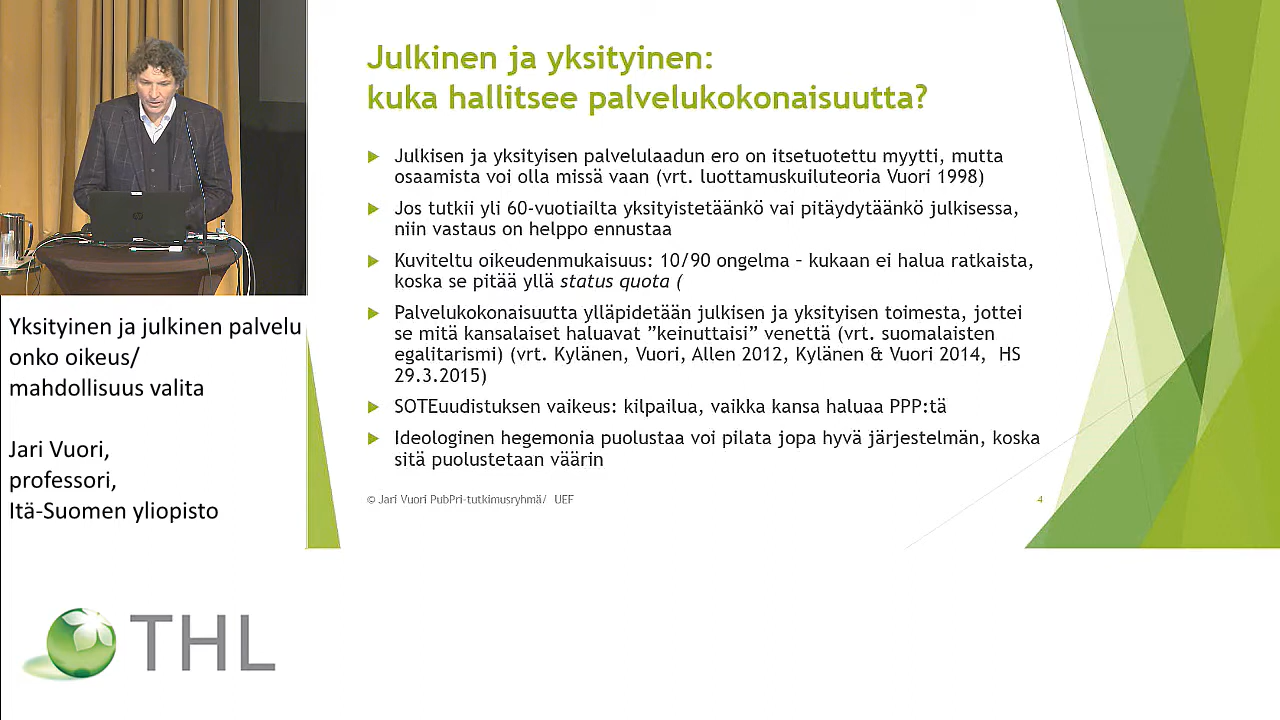 Julkinen ja yksityinen:
kuka hallitsee palvelukokonaisuutta?
Julkisen ja yksityisen palvelulaadun ero on itsetuotettu myytti, mutta
osaamista voi olla missä vaan (vrt. luottamuskuiluteoria Vuori 1998)
Jos tutkii yli 60-vuotiailta yksityistetäänkö vai pitäydytäänkö julkisessa,
niin vastaus on helppo ennustaa
Kuviteltu oikeudenmukaisuus: 10/90 ongelma – kukaan ei halua ratkaista,
koska se pitää yllä status quota (
Palvelukokonaisuutta ylläpidetään julkisen ja yksityisen toimesta, jottei
se mitä kansalaiset haluavat ”keinuttaisi” venettä (vrt. suomalaisten
egalitarismi) (vrt. Kylänen, Vuori, Allen 2012, Kylänen & Vuori 2014, HS
29.3.2015)
SOTEuudistuksen vaikeus: kilpailua, vaikka kansa haluaa PPP:tä
Ideologinen hegemonia puolustaa voi pilata jopa hyvä järjestelmän, koska
sitä puolustetaan väärin
© Jari Vuori PubPri-tutkimusryhmä/ UEF
4
Yksityinen ja julkinen palvelu
onko oikeus/
mahdollisuus valita
Jari Vuori,
professori,
Itä-Suomen yliopisto
THL